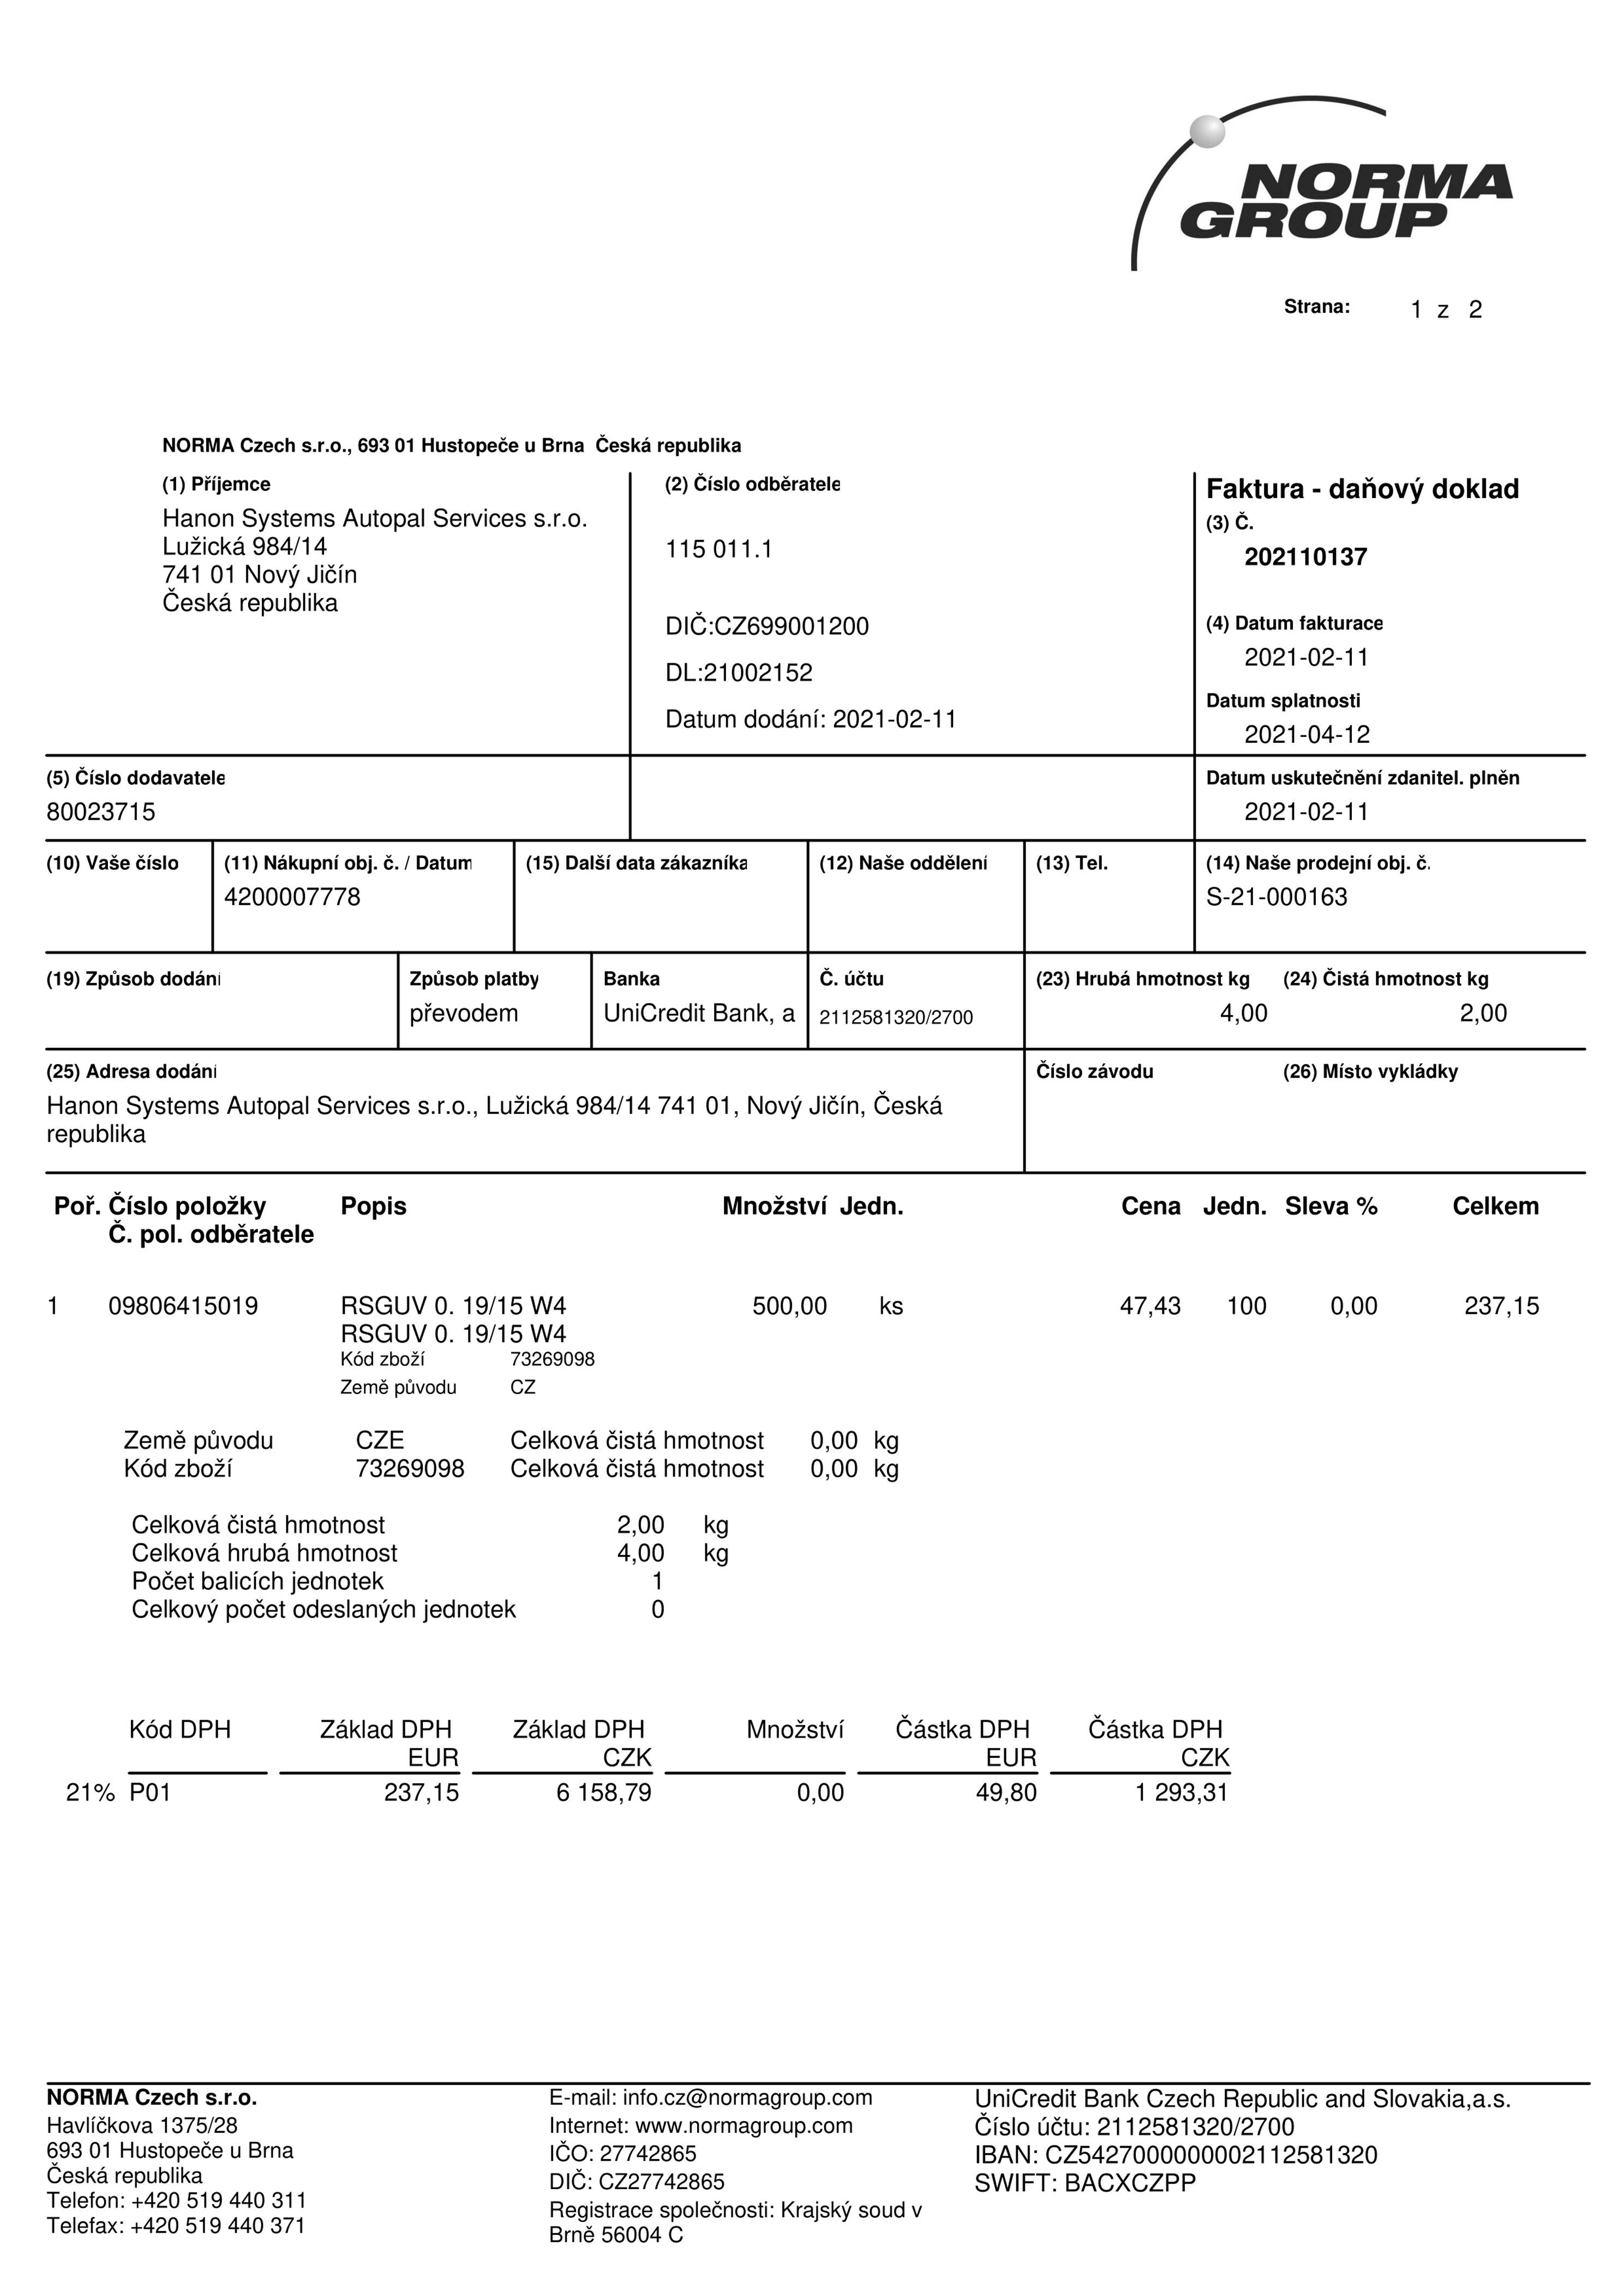 NORMA
GROUP
Strana: 1 z 2
NORMA Czech s.r.o., 693 01 Hustopeče u Brna Česká republika
(1) Příjemce
Hanon Systems Autopal Services s.r.o.
Lužická 984/14
741 01 Nový Jičín
Česká republika
(2) Číslo odběratele
115 011.1
DIČ:CZ699001200
DL:21002152
Datum dodání: 2021-02-11
Faktura - daňový doklad
(3) Č.
202110137
(4) Datum fakturace
2021-02-11
Datum splatnosti
2021-04-12
(5) Číslo dodavatele
80023715
Datum uskutečnění zdanitel. plněn
2021-02-11
(10) Vaše číslo
(11) Nákupní obj. č. / Datum
4200007778
(15) Další data zákazníka
(12) Naše oddělení
(13) Tel.
(14) Naše prodejní obj. č.
S-21-000163
(19) Způsob dodání
Způsob platby
převodem
Banka
UniCredit Bank, a
Č. účtu
2112581320/2700
(23) Hrubá hmotnost kg
4,00
(24) Čistá hmotnost kg
2,00
(25) Adresa dodání
Hanon Systems Autopal Services s.r.o., Lužická 984/14 741 01, Nový Jičín, Česká
republika
Číslo závodu
(26) Místo vykládky
Poř. Číslo položky Popis Množství Jedn. Cena Jedn. Sleva % Celkem
Č. pol. odběratele
1 09806415019 RSGUV 0. 19/15 W4 500,00 ks 47,43 100 0,00 237,15
RSGUV 0. 19/15 W4
Kód zboží 73269098
Země původu CZ
Země původu CZE Celková čistá hmotnost 0,00 kg
Kód zboží 73269098 Celková čistá hmotnost 0,00 kg
Celková čistá hmotnost 2,00 kg
Celková hrubá hmotnost 4,00 kg
Počet balicích jednotek 1
Celkový počet odeslaných jednotek 0
Kód DPH Základ DPH Základ DPH Množství Částka DPH Částka DPH
EUR CZK EUR CZK
21% P01 237,15 6 158,79 0,00 49,80 1 293,31
NORMA Czech s.r.o.
Havlíčkova 1375/28
693 01 Hustopeče u Brna
Česká republika
Telefon: +420 519 440 311
Telefax: +420 519 440 371
E-mail: info.cz@normagroup.com
Internet: www.normagroup.com
IČO: 27742865
DIČ: CZ27742865
Registrace společnosti: Krajský soud v
Brně 56004 C
UniCredit Bank Czech Republic and Slovakia,a.s.
Číslo účtu: 2112581320/2700
IBAN: CZ5427000000002112581320
SWIFT: BACXCZPP